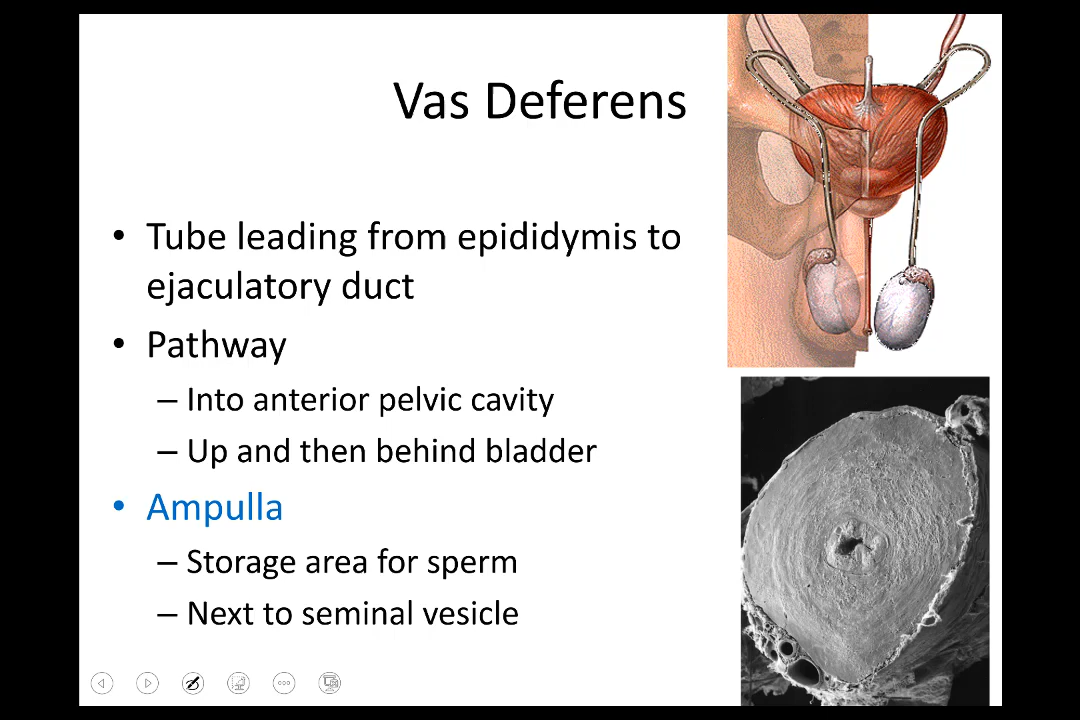 Vas Deferens
• Tube leading from epididymis to
ejaculatory duct
• Pathway
– Into anterior pelvic cavity
– Up and then behind bladder
• Ampulla
– Storage area for sperm
– Next to seminal vesicle